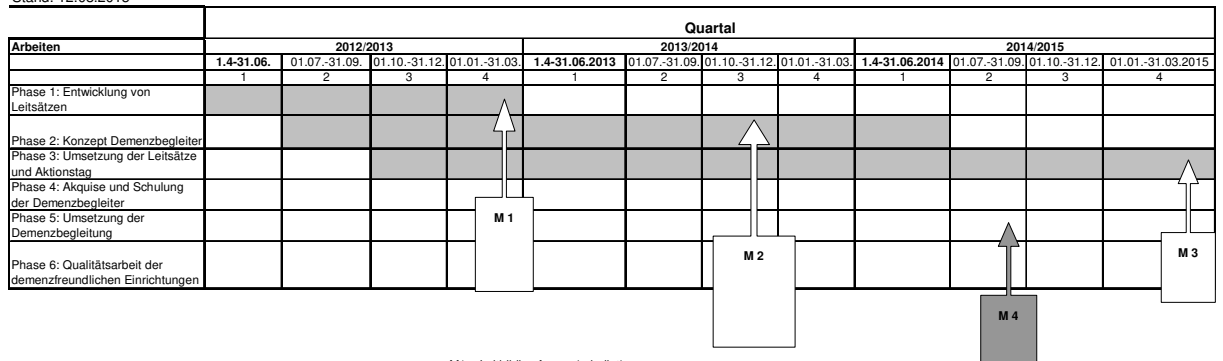 Quartal
Arbeiten 2012/2013 2013/2014 2014/2015
1.4-31.06. 01.07.-31.09. 01.10.-31.12. 01.01.-31.03. 1.4-31.06.2013 01.07.-31.09. 01.10.-31.12. 01.01.-31.03. 1.4-31.06.2014 01.07.-31.09. 01.10.-31.12. 01.01.-31.03.2015
1 2 3 4 1 2 3 4 1 2 3 4
Phase 1: Entwicklung von
Leitsätzen
Phase 2: Konzept Demenzbegleiter
Phase 3: Umsetzung der Leitsätze
und Aktionstag
Phase 4: Akquise und Schulung
der Demenzbegleiter
Phase 5: Umsetzung der
Demenzbegleitung
M 1
M 2
M 3
Phase 6: Qualitätsarbeit der
demenzfreundlichen Einrichtungen
M 4